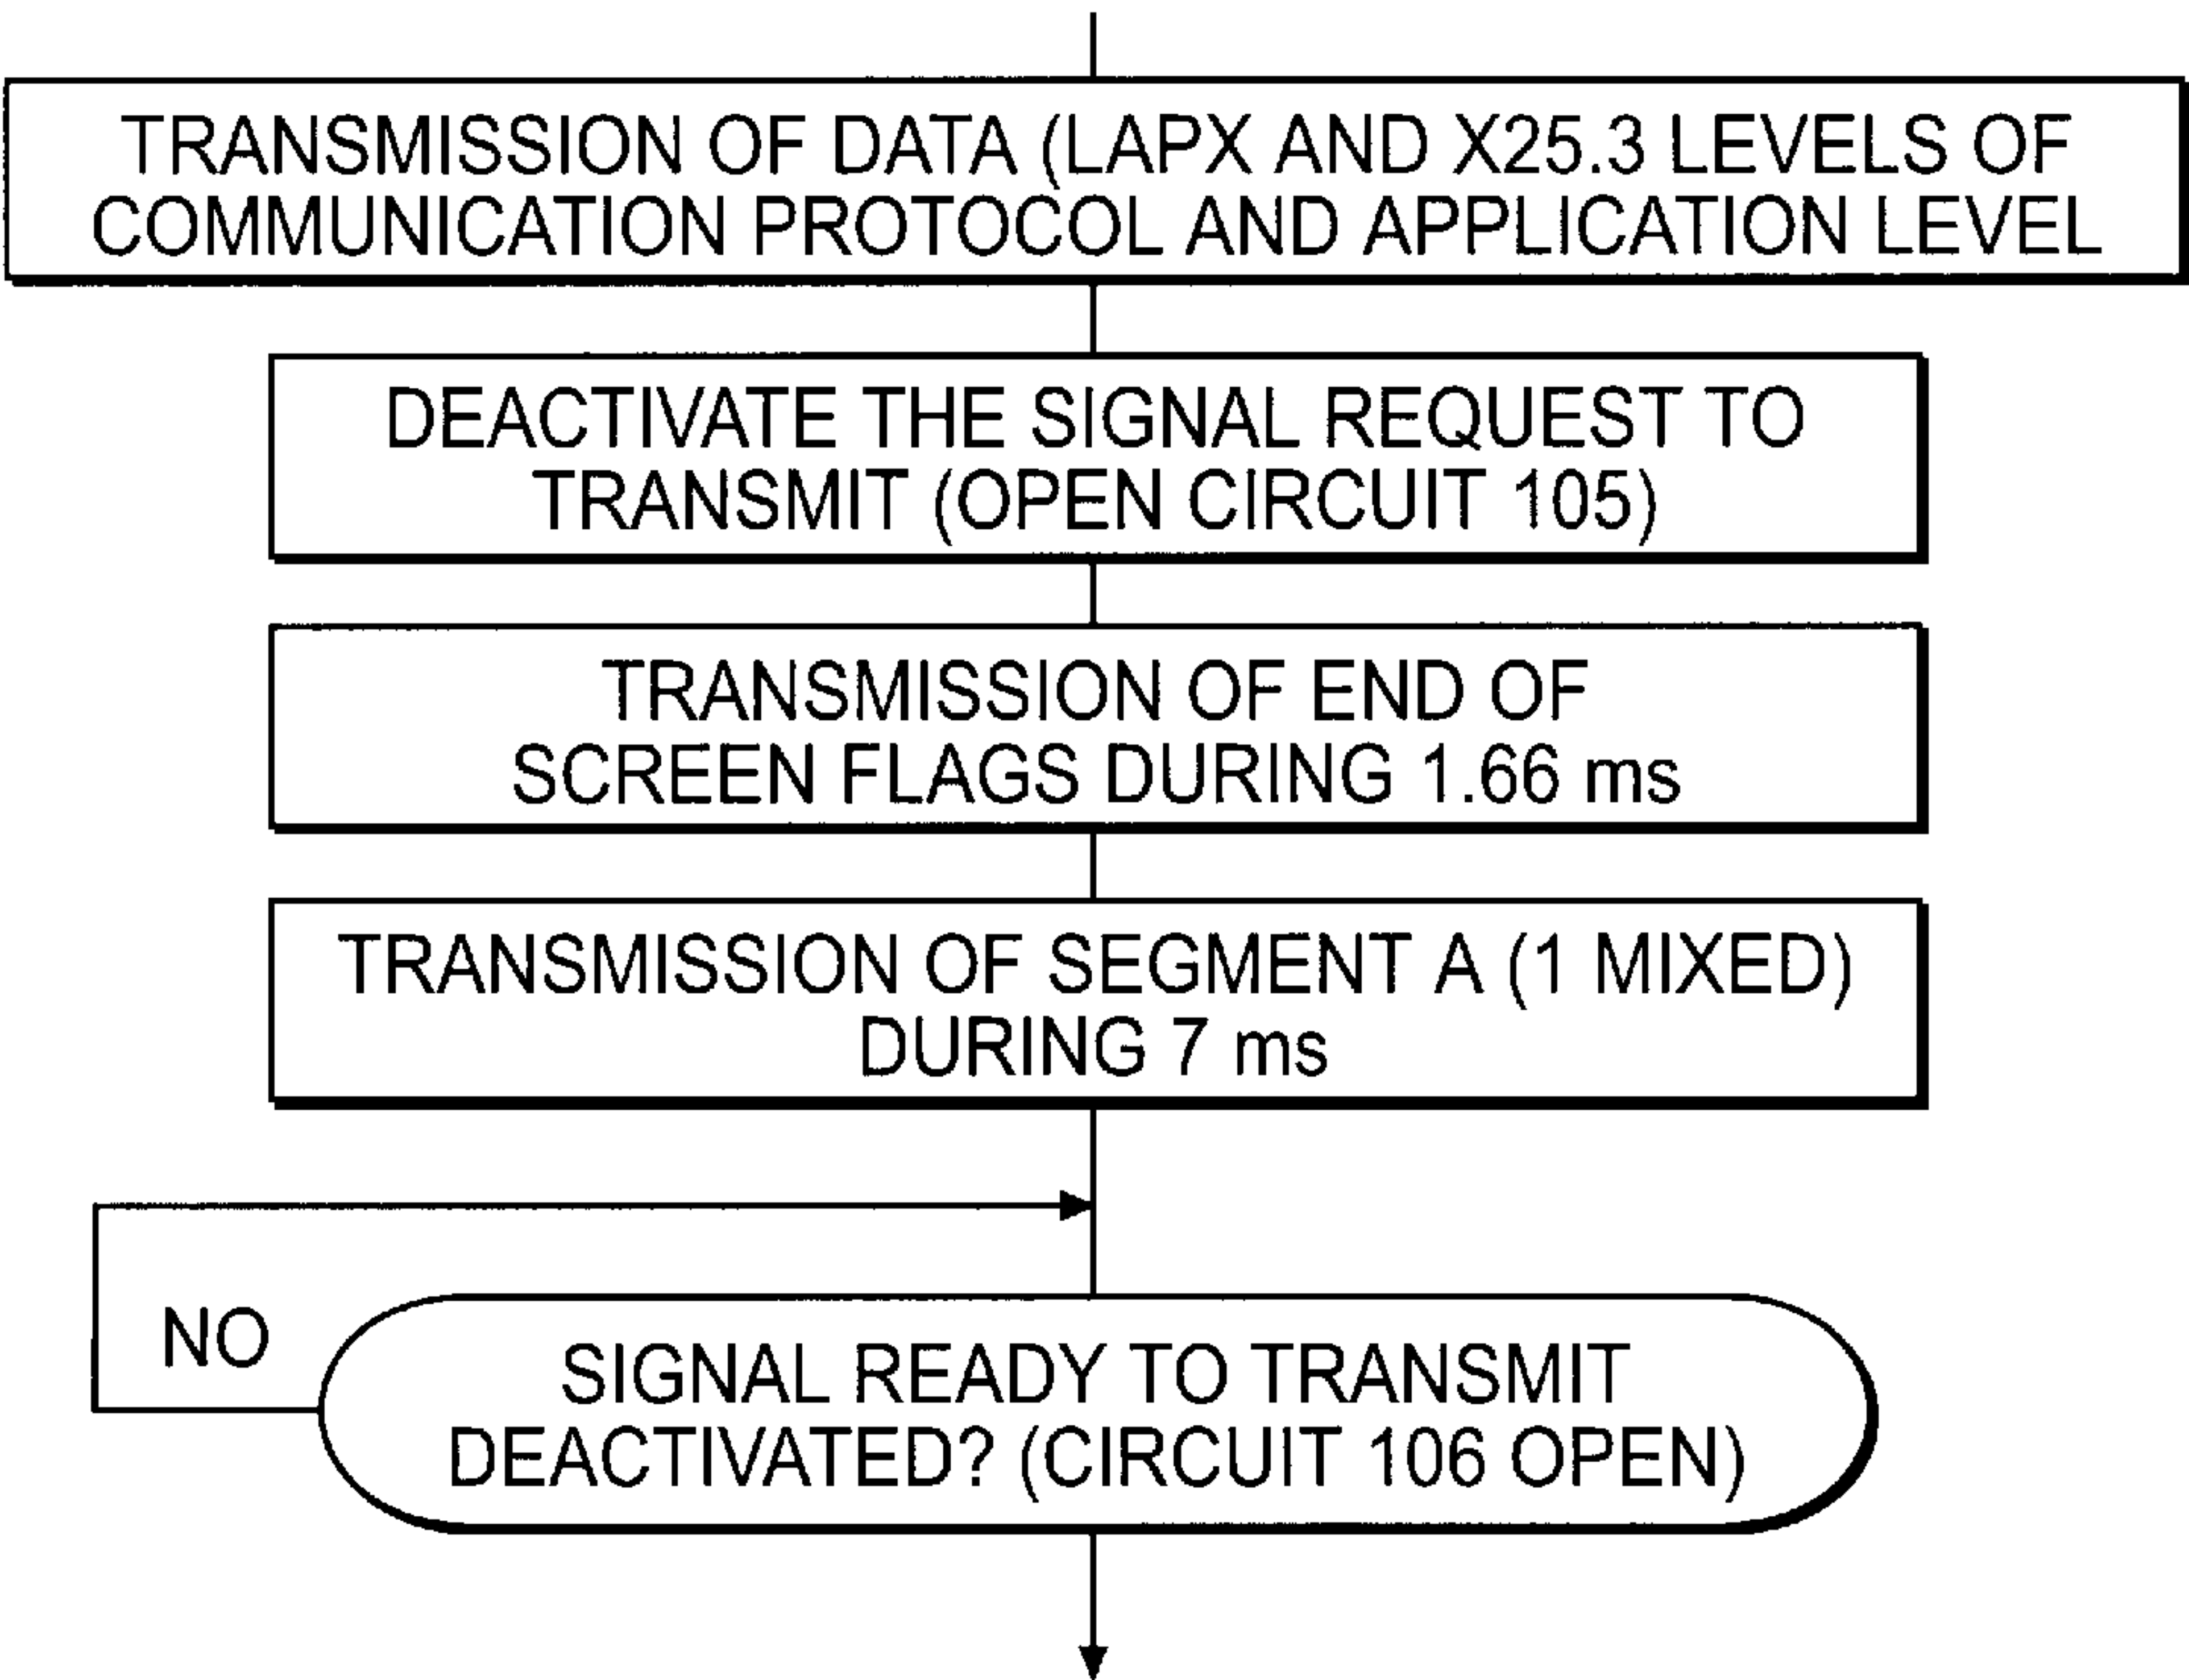 TRANSMISSION OF DATA (LAPX AND X25.3 LEVELS OF
COMMUNICATION PROTOCOL AND APPLICATION LEVEL
DEACTIVATE THE SIGNAL REQUEST TO
TRANSMIT (OPEN CIRCUIT 105)
TRANSMISSION OF END OF
SCREEN FLAGS DURING 1.66 ms
TRANSMISSION OF SEGMENT A (1 MIXED)
DURING 7 ms
NO
SIGNAL READY TO TRANSMIT
DEACTIVATED? (CIRCUIT 106 OPEN)